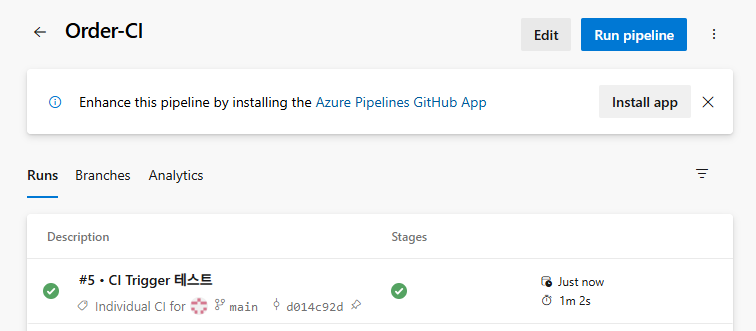 Order-CI
Edit
Run pipeline
Enhance this pipeline by installing the Azure Pipelines GitHub App
Install app
Runs
Branches
Analytics
Description
Stages
#5 • CI Trigger 테스트
Just now
Individual CI for main d014c92d
1m 2s